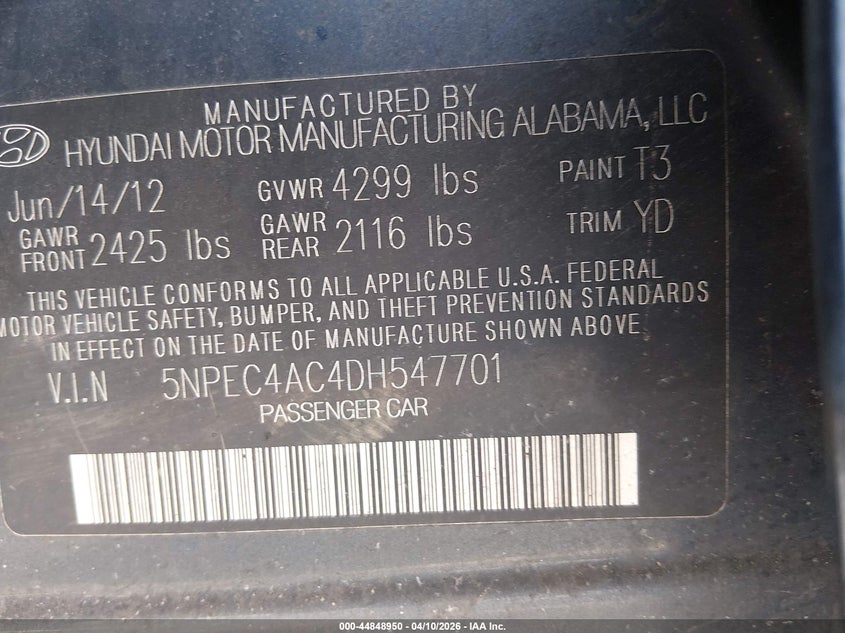 MANUFACTURED BY
HYUNDAI MOTOR MANUFACTURING ALABAMA, LLC
Jun/14/12 GVWR 4299 lbs PAINT T3
GAWR FRONT 2425 lbs GAWR REAR 2116 lbs TRIM YD
THIS VEHICLE CONFORMS TO ALL APPLICABLE U.S.A. FEDERAL
MOTOR VEHICLE SAFETY, BUMPER, AND THEFT PREVENTION STANDARDS
IN EFFECT ON THE DATE OF MANUFACTURE SHOWN ABOVE
V.I.N 5NPEC4AC4DH547701
PASSENGER CAR
000-44848950 - 04/10/2026 - IAA Inc.